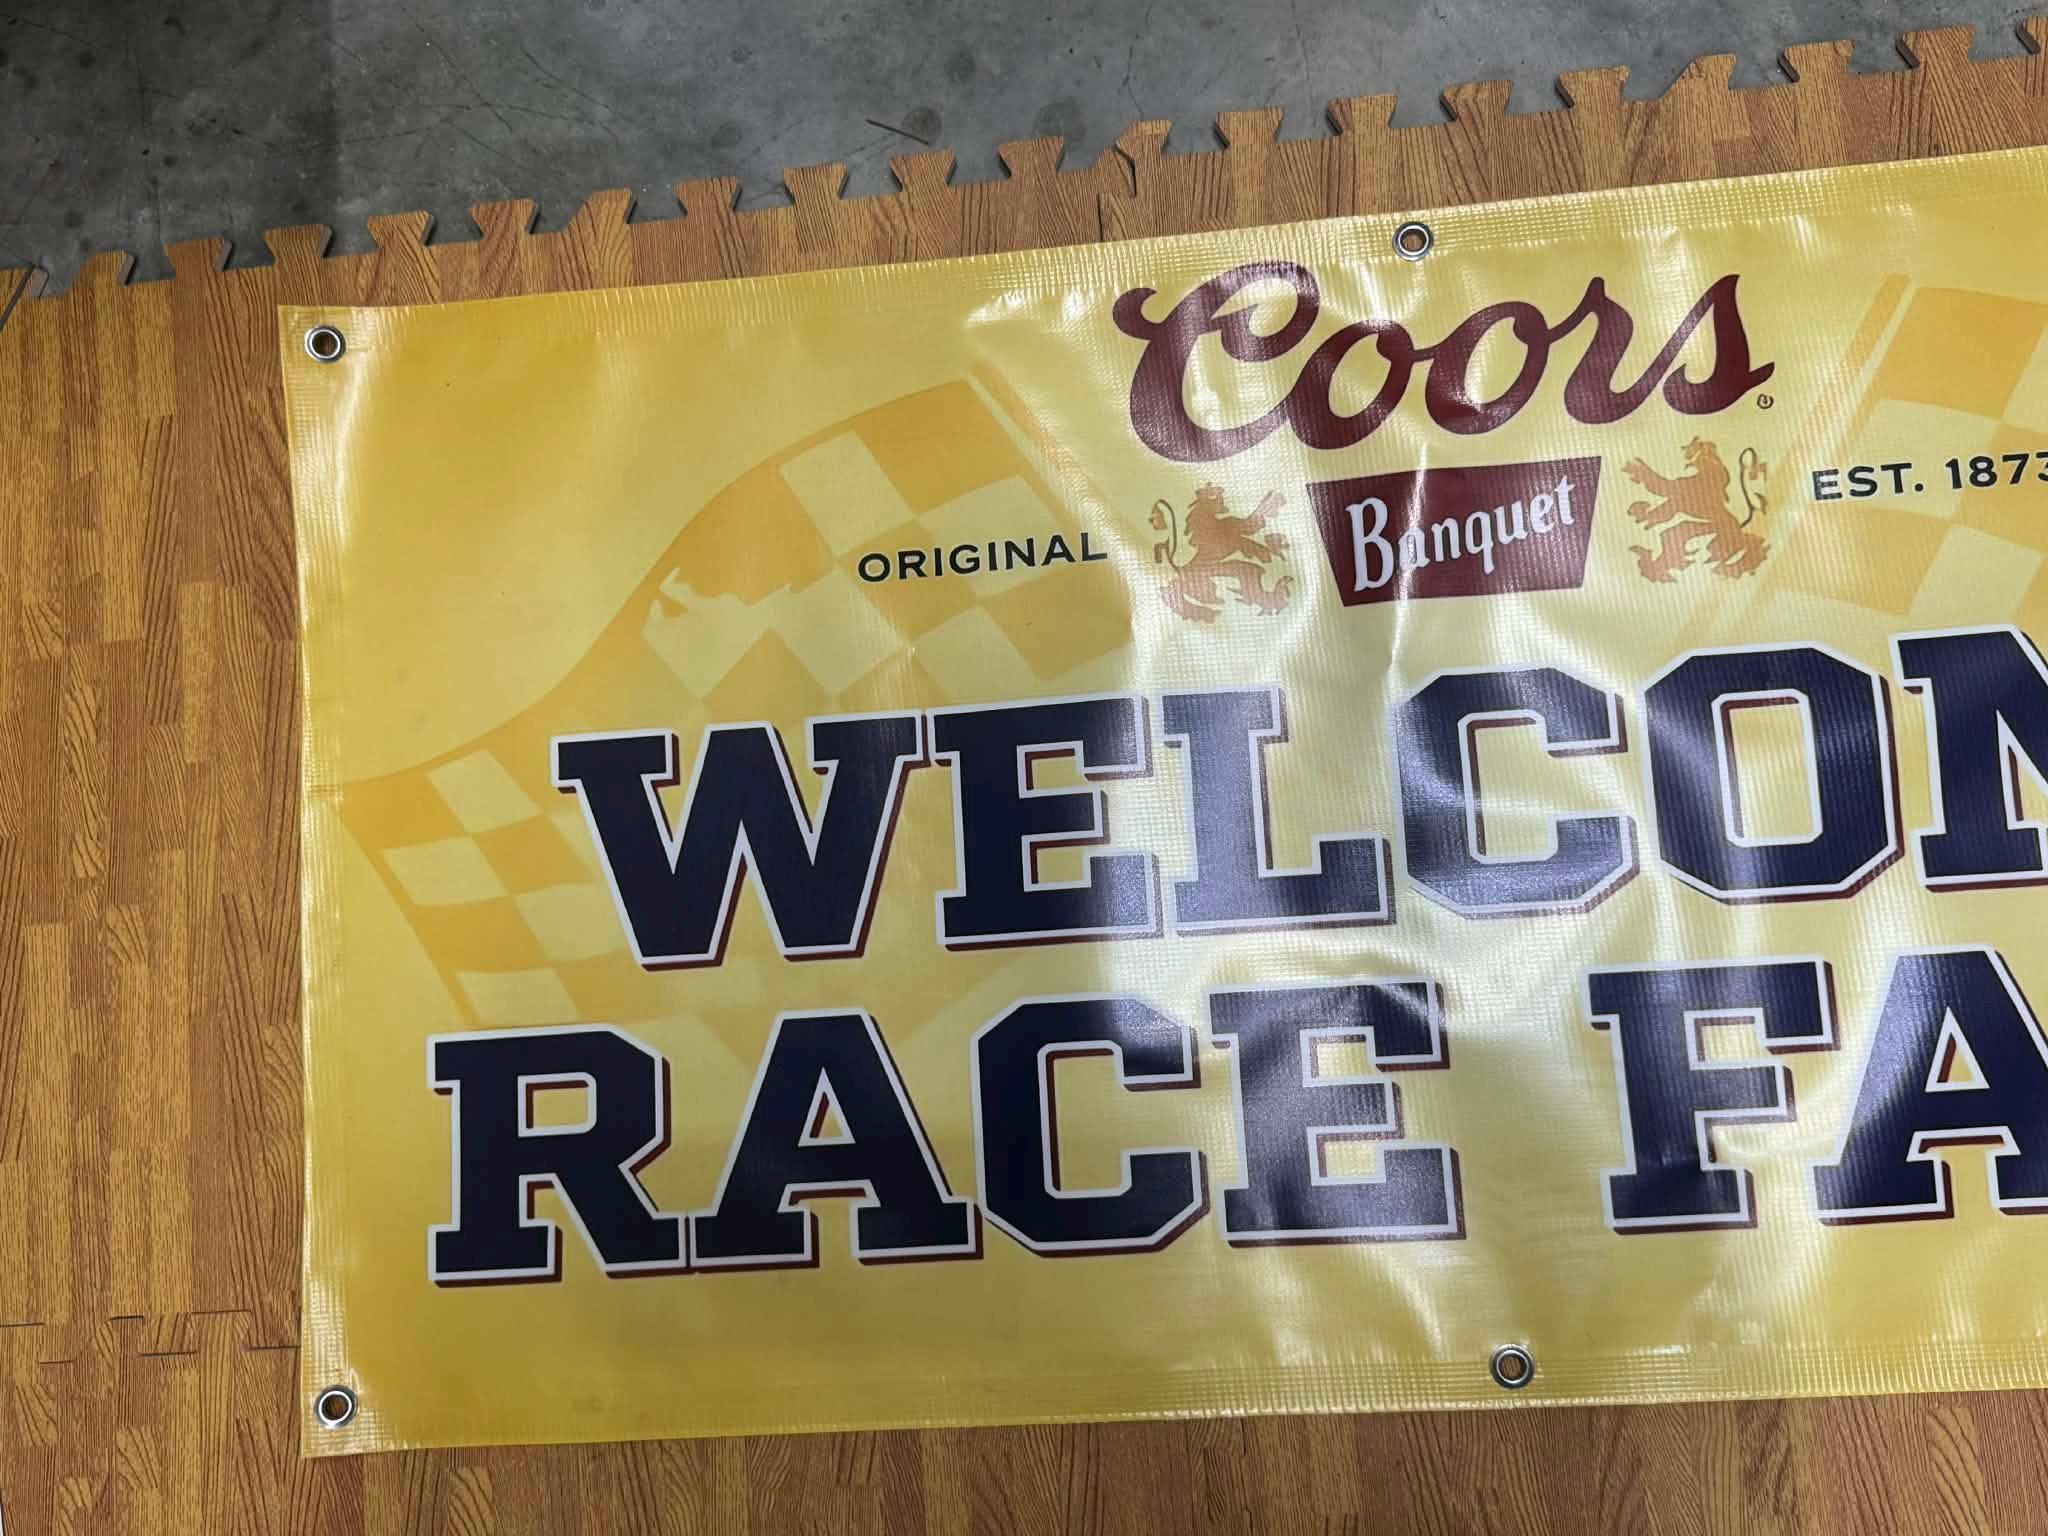 Coors®
ORIGINAL Banquet EST. 1873
WELCOM
RACE FA